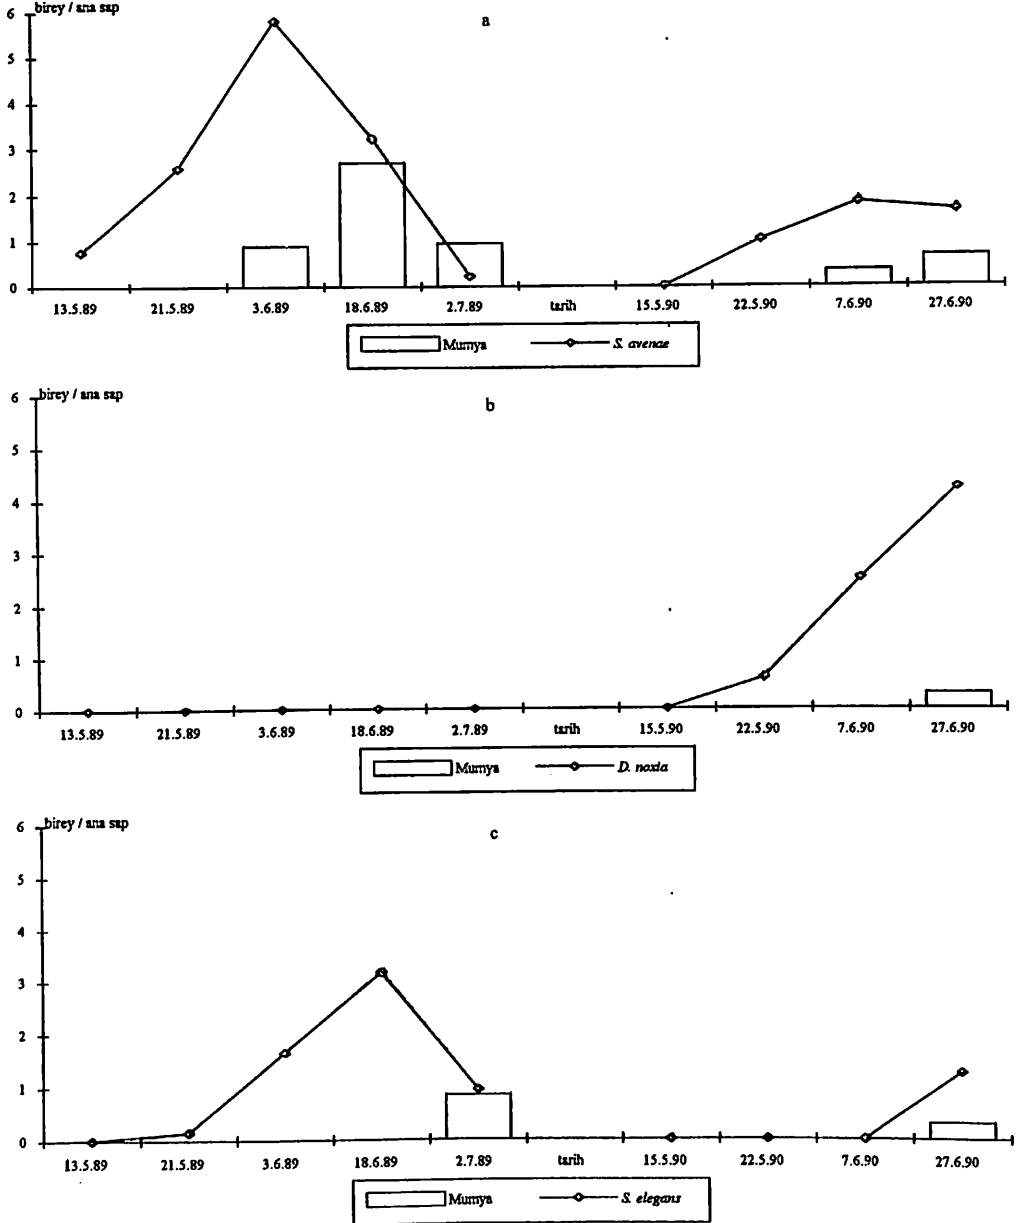 birey / ana sap
a
6
5
4
3
2
1
0
13.5.89 21.5.89 3.6.89 18.6.89 2.7.89 tarih 15.5.90 22.5.90 7.6.90 27.6.90
Mumya S. avenae
birey / ana sap
b
6
5
4
3
2
1
0
13.5.89 21.5.89 3.6.89 18.6.89 2.7.89 tarih 15.5.90 22.5.90 7.6.90 27.6.90
Mumya D. noxia
birey / ana sap
c
6
5
4
3
2
1
0
13.5.89 21.5.89 3.6.89 18.6.89 2.7.89 tarih 15.5.90 22.5.90 7.6.90 27.6.90
Mumya S. elegans